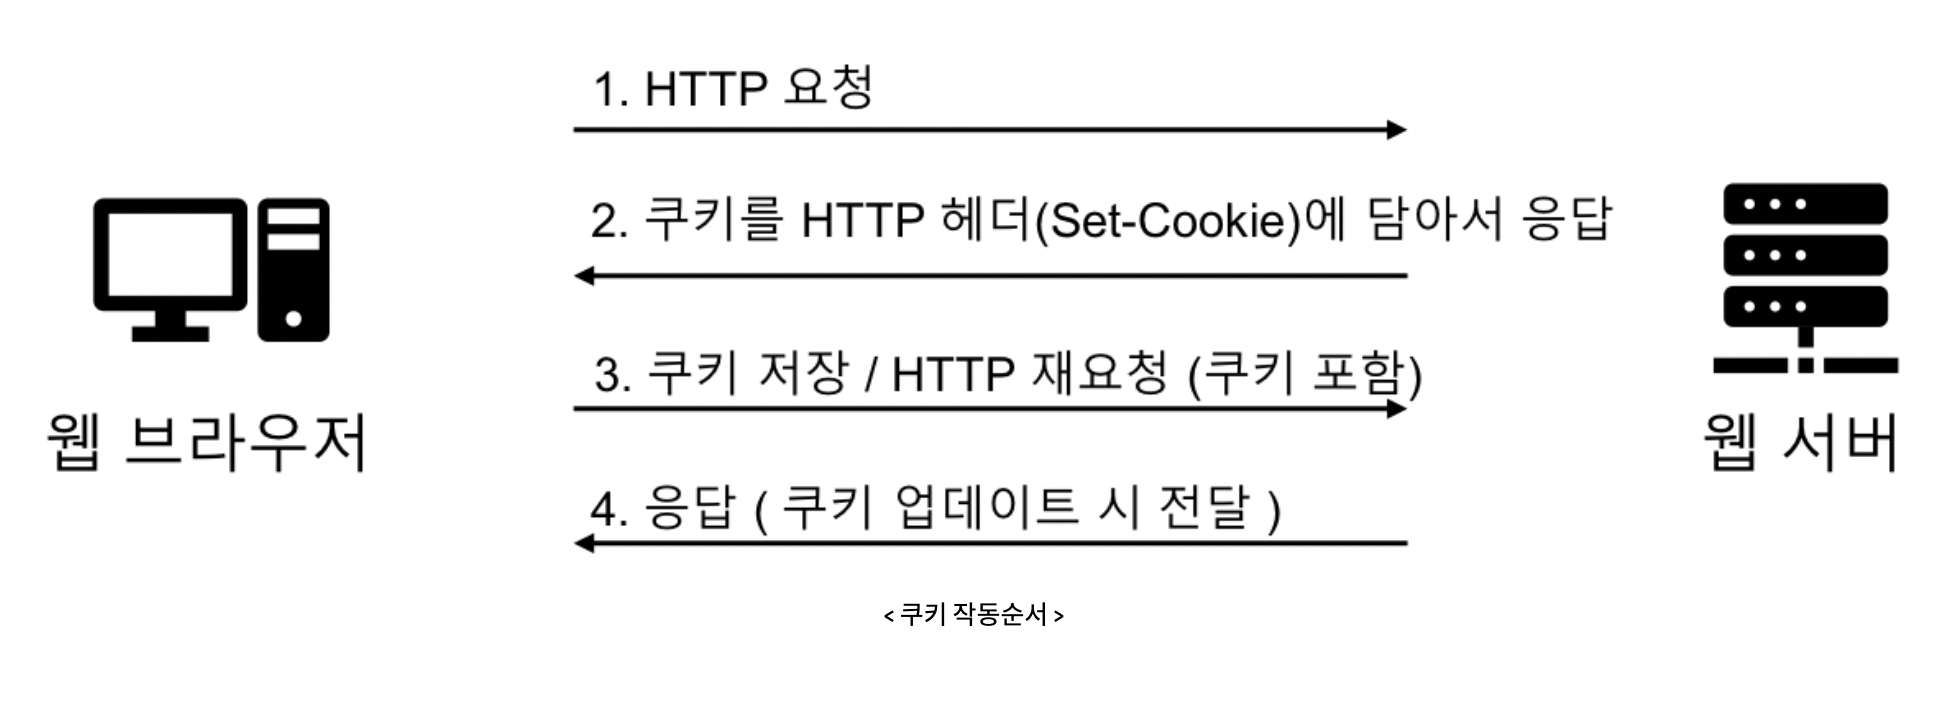 1. HTTP 요청
2. 쿠키를 HTTP 헤더(Set-Cookie)에 담아서 응답
3. 쿠키 저장 / HTTP 재요청 (쿠키 포함)
웹 브라우저
웹 서버
4. 응답 ( 쿠키 업데이트 시 전달 )
< 쿠키 작동순서 >